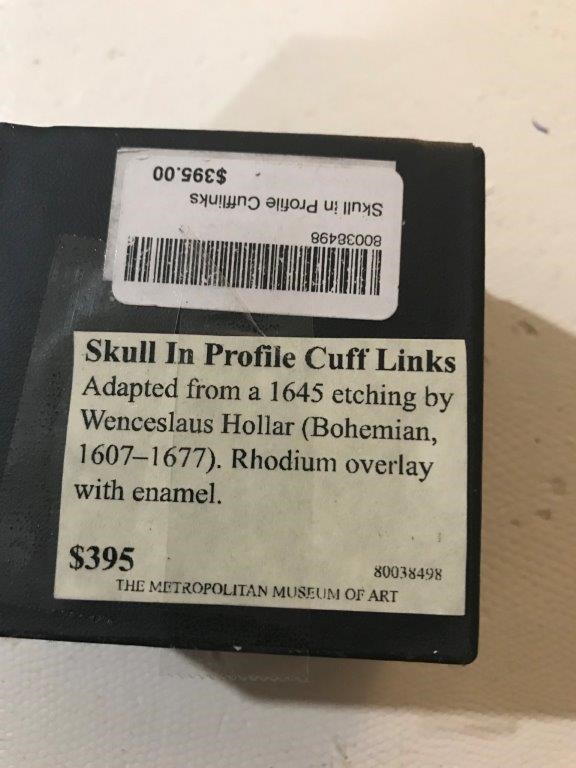 80038498
Skull in Profile Cufflinks
$395.00
Skull In Profile Cuff Links
Adapted from a 1645 etching by
Wenceslaus Hollar (Bohemian,
1607–1677). Rhodium overlay
with enamel.
$395
80038498
THE METROPOLITAN MUSEUM OF ART